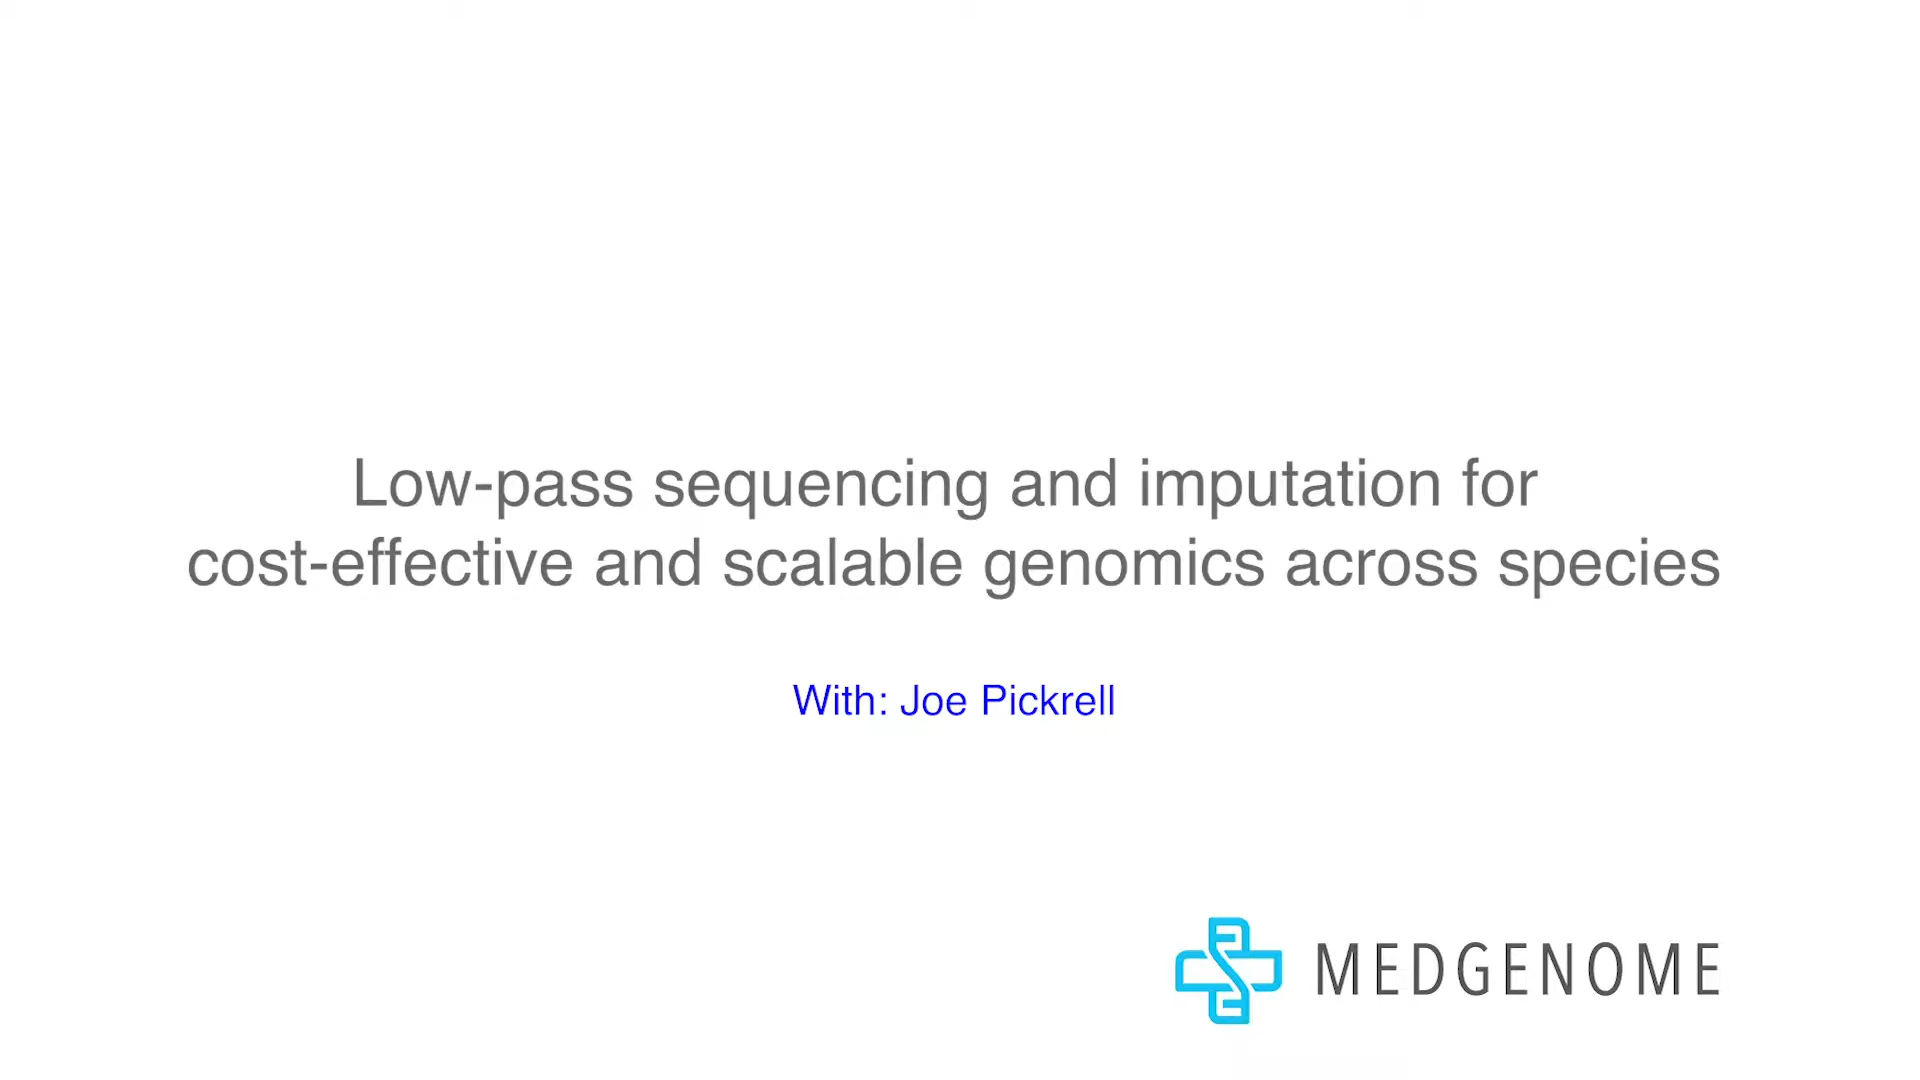 Low-pass sequencing and imputation for
cost-effective and scalable genomics across species
With: Joe Pickrell
MEDGENOME